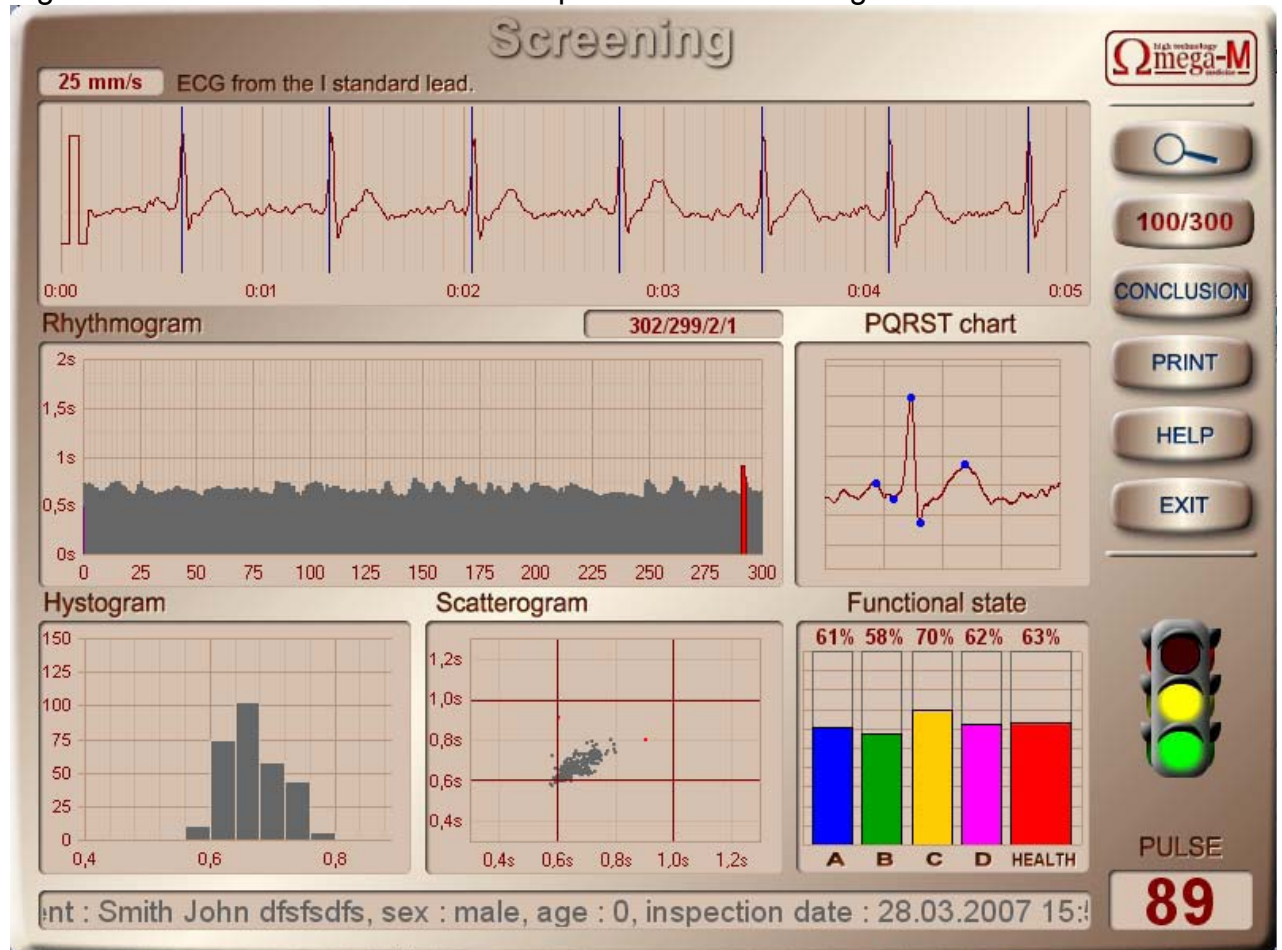 Screening
high technology
Ωmega-M
medicine
25 mm/s ECG from the I standard lead.
0:00 0:01 0:02 0:03 0:04 0:05
100/300
CONCLUSION
PRINT
HELP
EXIT
Rhythmogram 302/299/2/1 PQRST chart
2s
1,5s
1s
0,5s
0s
0 25 50 75 100 125 150 175 200 225 250 275 300
Hystogram Scatterogram Functional state
150
125
100
75
50
25
0
0,4 0,6 0,8
1,2s
1,0s
0,8s
0,6s
0,4s
0,4s 0,6s 0,8s 1,0s 1,2s
61% 58% 70% 62% 63%
A B C D HEALTH
PULSE
89
ent : Smith John dfsfsdfs, sex : male, age : 0, inspection date : 28.03.2007